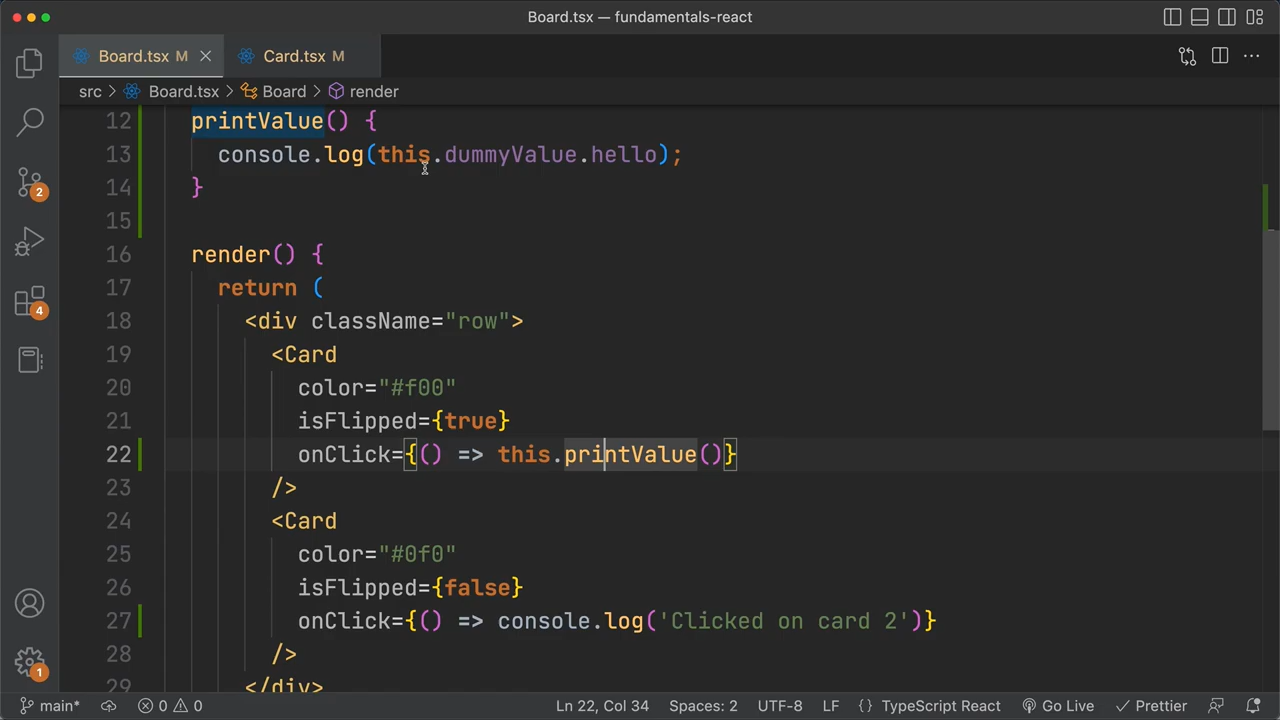 Board.tsx — fundamentals-react
Board.tsx M
Card.tsx M
src > Board.tsx > Board > render
12 printValue() {
13 console.log(this.dummyValue.hello);
14 }
15
16 render() {
17 return (
18 <div className="row">
19 <Card
20 color="#f00"
21 isFlipped={true}
22 onClick={() => this.printValue()}
23 />
24 <Card
25 color="#0f0"
26 isFlipped={false}
27 onClick={() => console.log('Clicked on card 2')}
28 />
29 </div>
2
4
1
main* 0 0 Ln 22, Col 34 Spaces: 2 UTF-8 LF {} TypeScript React Go Live Prettier